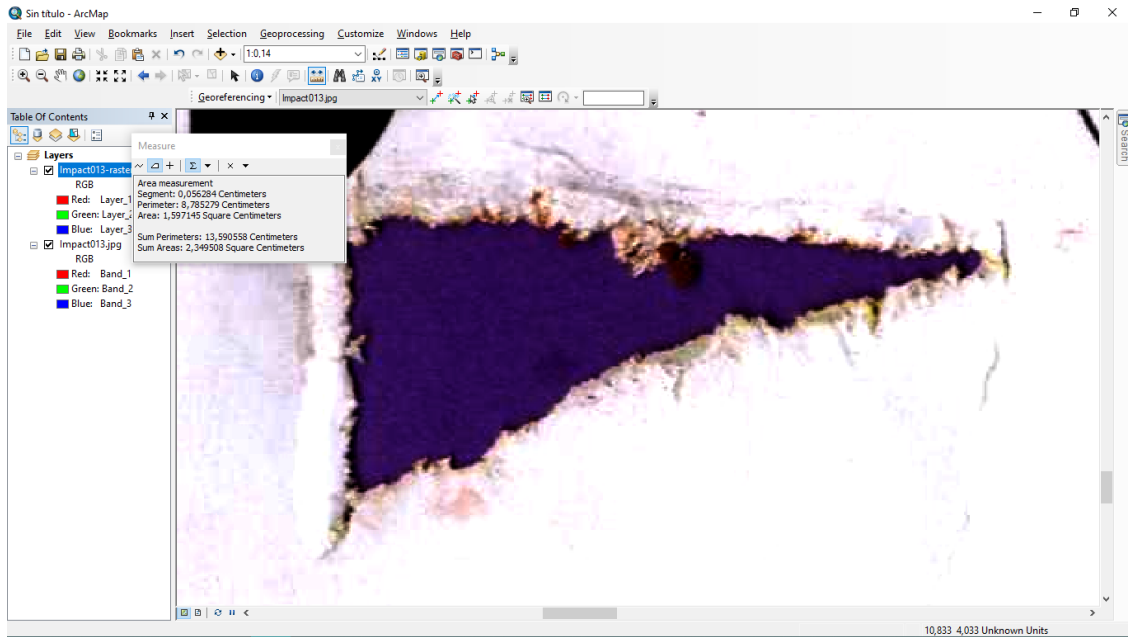 Sin título - ArcMap
File Edit View Bookmarks Insert Selection Geoprocessing Customize Windows Help
1:0,14
Georeferencing Impact013.jpg
Table Of Contents
Layers
Impact013-raste
RGB
Red: Layer_1
Green: Layer_2
Blue: Layer_3
Impact013.jpg
RGB
Red: Band_1
Green: Band_2
Blue: Band_3
Measure
Area measurement
Segment: 0,056284 Centimeters
Perimeter: 8,785279 Centimeters
Area: 1,597145 Square Centimeters
Sum Perimeters: 13,590558 Centimeters
Sum Areas: 2,349508 Square Centimeters
Search
10,833 4,033 Unknown Units